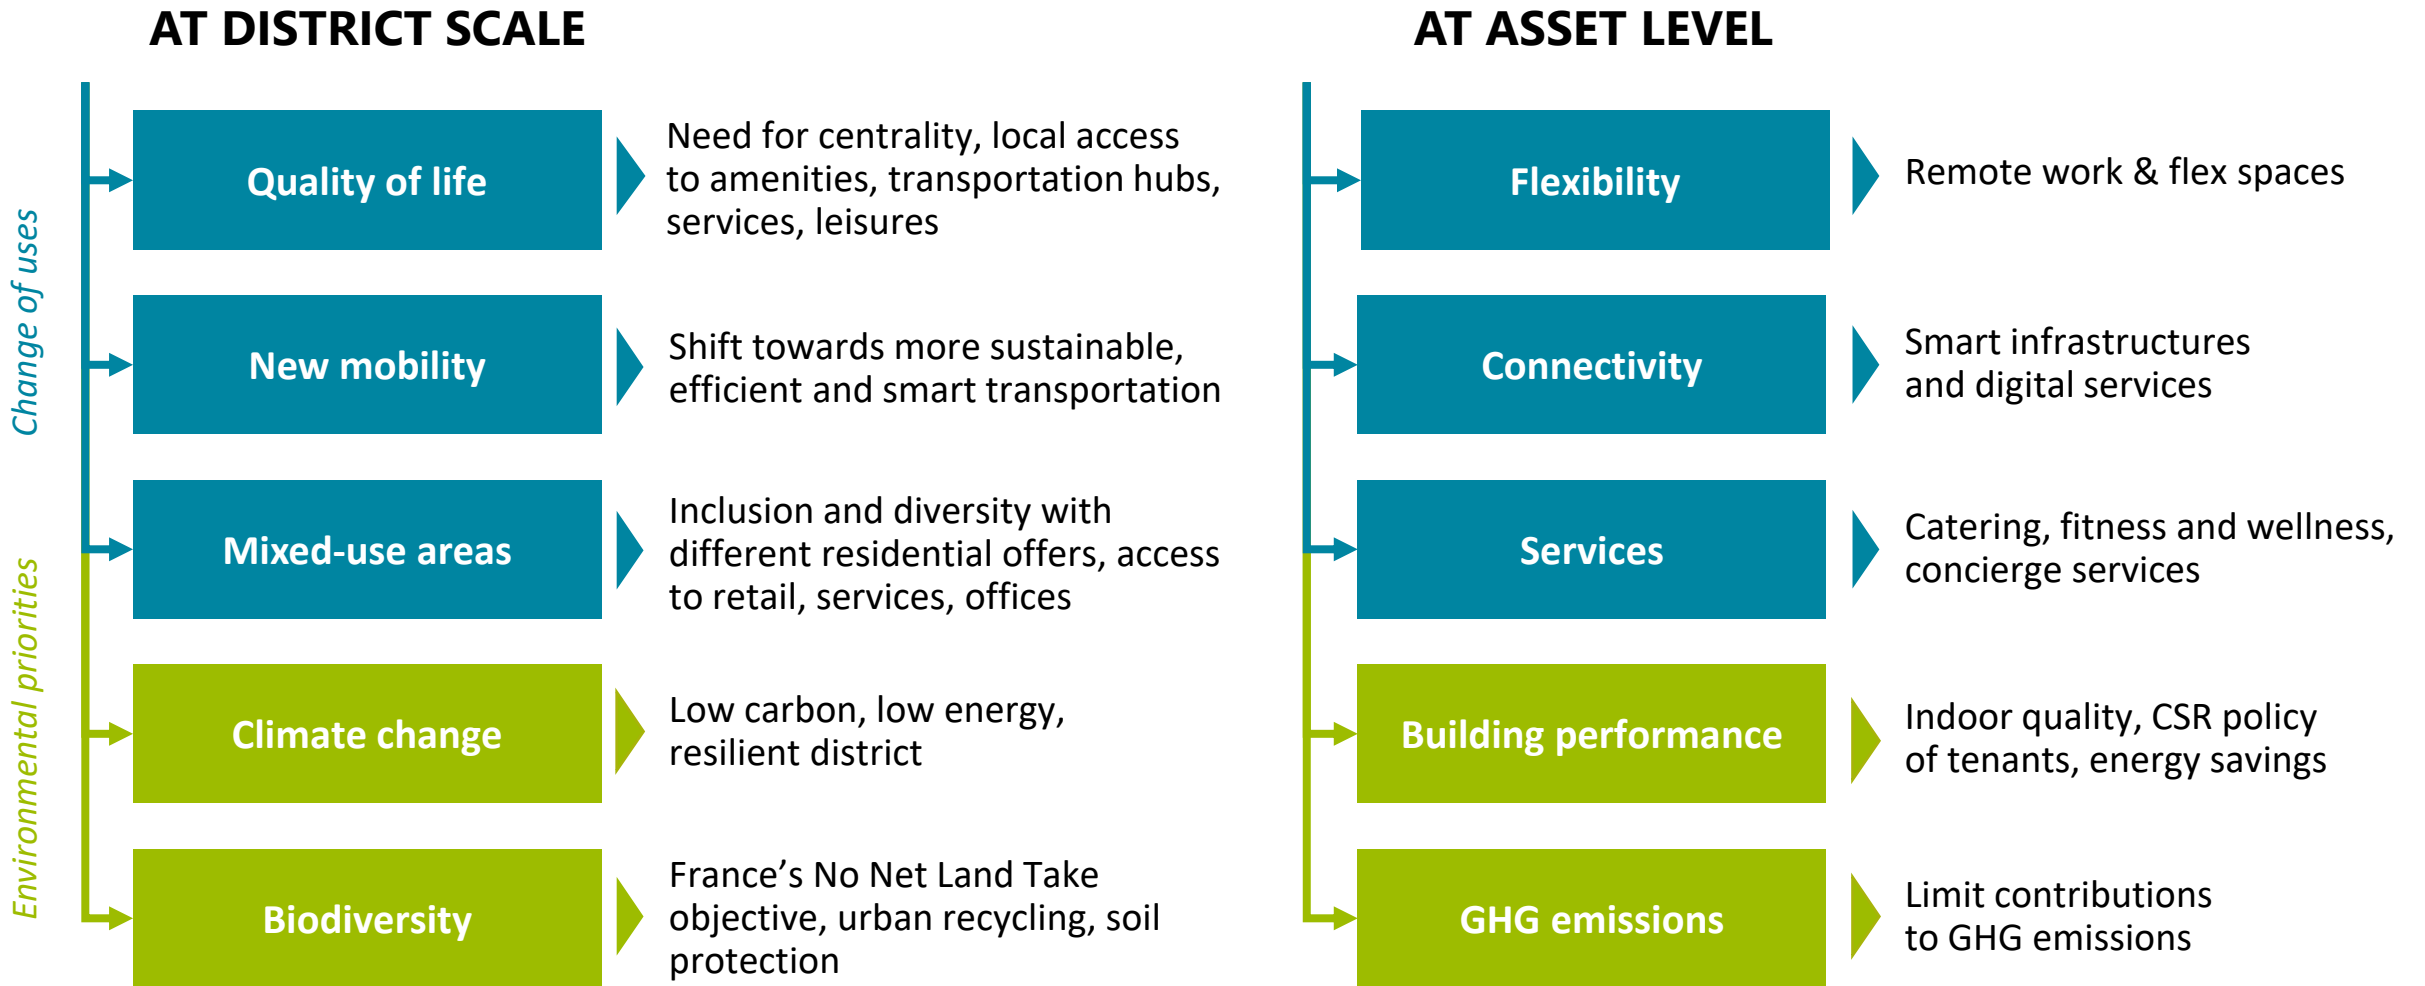 AT DISTRICT SCALE
Change of uses
Environmental priorities
Quality of life
Need for centrality, local access
to amenities, transportation hubs,
services, leisures
New mobility
Shift towards more sustainable,
efficient and smart transportation
Mixed-use areas
Inclusion and diversity with
different residential offers, access
to retail, services, offices
Climate change
Low carbon, low energy,
resilient district
Biodiversity
France’s No Net Land Take
objective, urban recycling, soil
protection
AT ASSET LEVEL
Flexibility
Remote work & flex spaces
Connectivity
Smart infrastructures
and digital services
Services
Catering, fitness and wellness,
concierge services
Building performance
Indoor quality, CSR policy
of tenants, energy savings
GHG emissions
Limit contributions
to GHG emissions